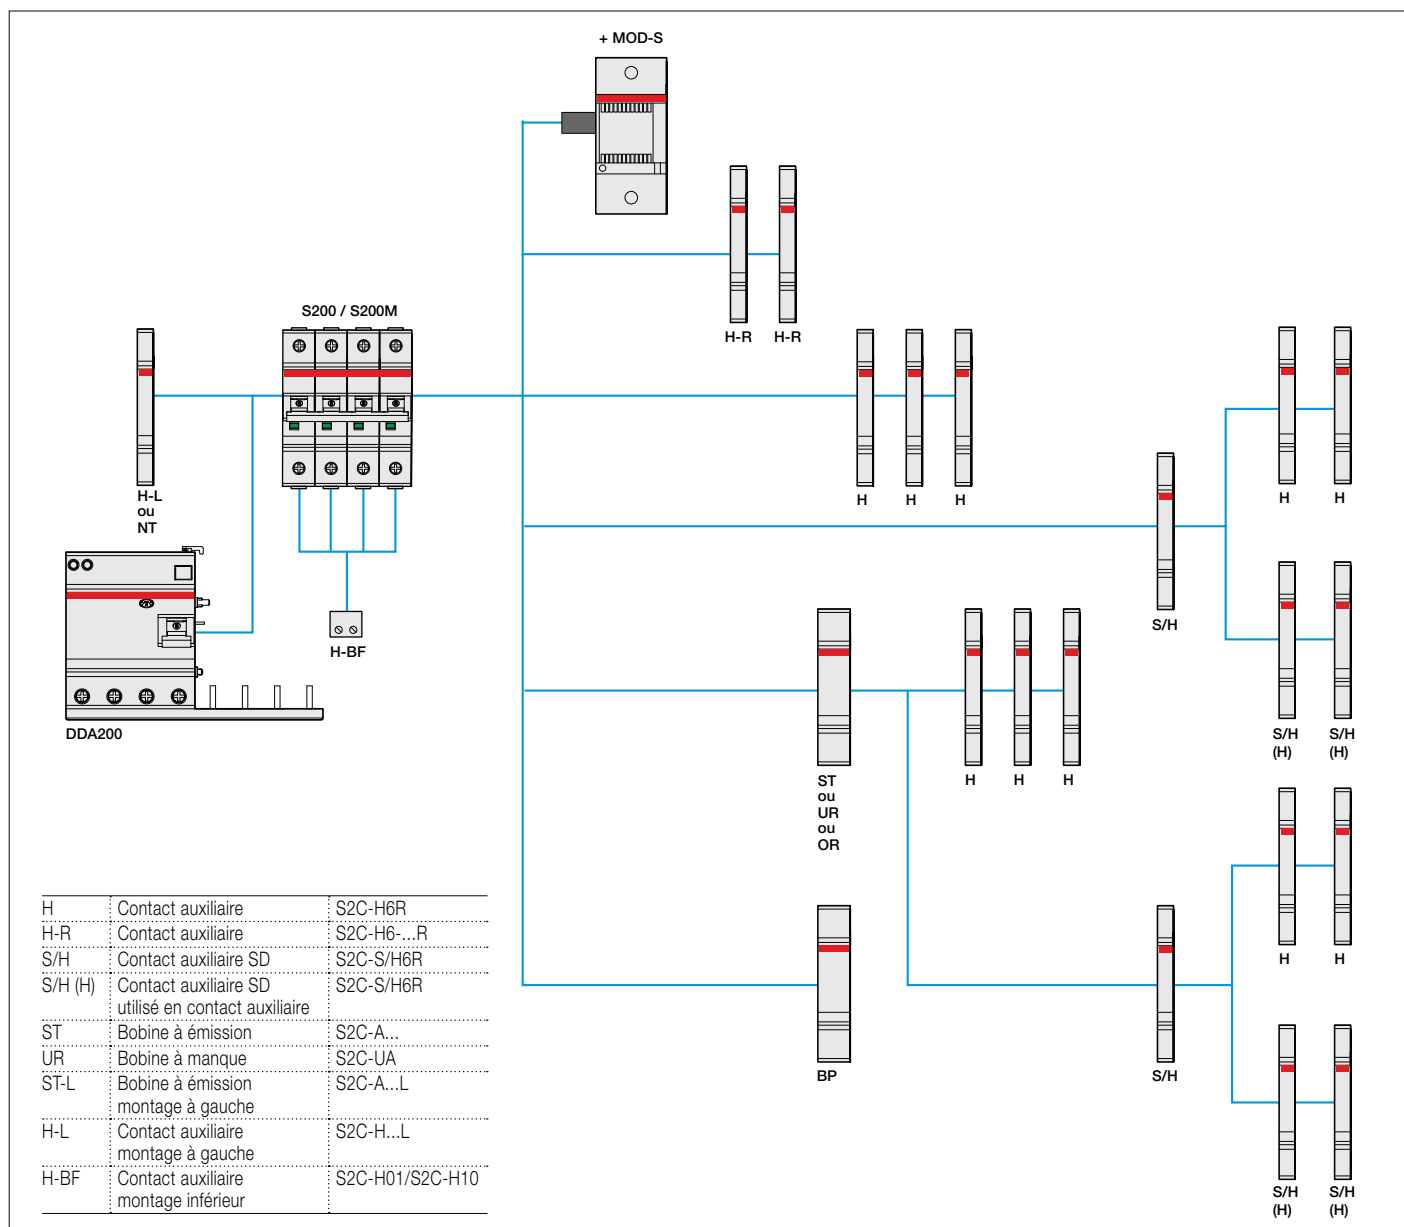 + MOD-S
H-R H-R
S200 / S200M
H-L
ou
NT
H H H
H H
S/H
H-BF
S/H S/H
(H) (H)
DDA200
ST
ou
UR
ou
OR
H H H
H H
BP
S/H
S/H S/H
(H) (H)
H Contact auxiliaire S2C-H6R
H-R Contact auxiliaire S2C-H6-...R
S/H Contact auxiliaire SD S2C-S/H6R
S/H (H) Contact auxiliaire SD S2C-S/H6R
utilisé en contact auxiliaire
ST Bobine à émission S2C-A...
UR Bobine à manque S2C-UA
ST-L Bobine à émission S2C-A...L
montage à gauche
H-L Contact auxiliaire S2C-H...L
montage à gauche
H-BF Contact auxiliaire S2C-H01/S2C-H10
montage inférieur